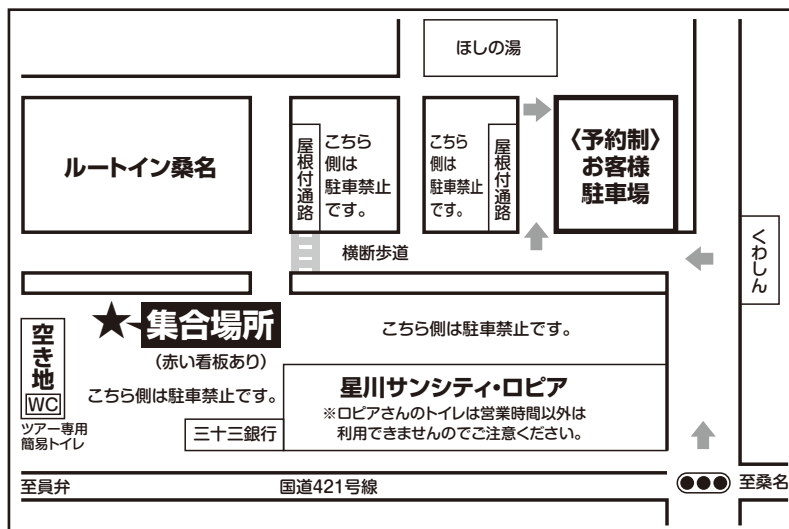 ほしの湯
ルートイン桑名
屋根付通路
こちら
側は
駐車禁止
です。
こちら
側は
駐車禁止
です。
屋根付通路
〈予約制〉
お客様
駐車場
横断歩道
くわしん
集合場所
(赤い看板あり)
こちら側は駐車禁止です。
空き地
WC
ツアー専用
簡易トイレ
こちら側は駐車禁止です。
星川サンシティ・ロピア
※ロピアさんのトイレは営業時間以外は
利用できませんのでご注意ください。
三十三銀行
至員弁
国道421号線
至桑名